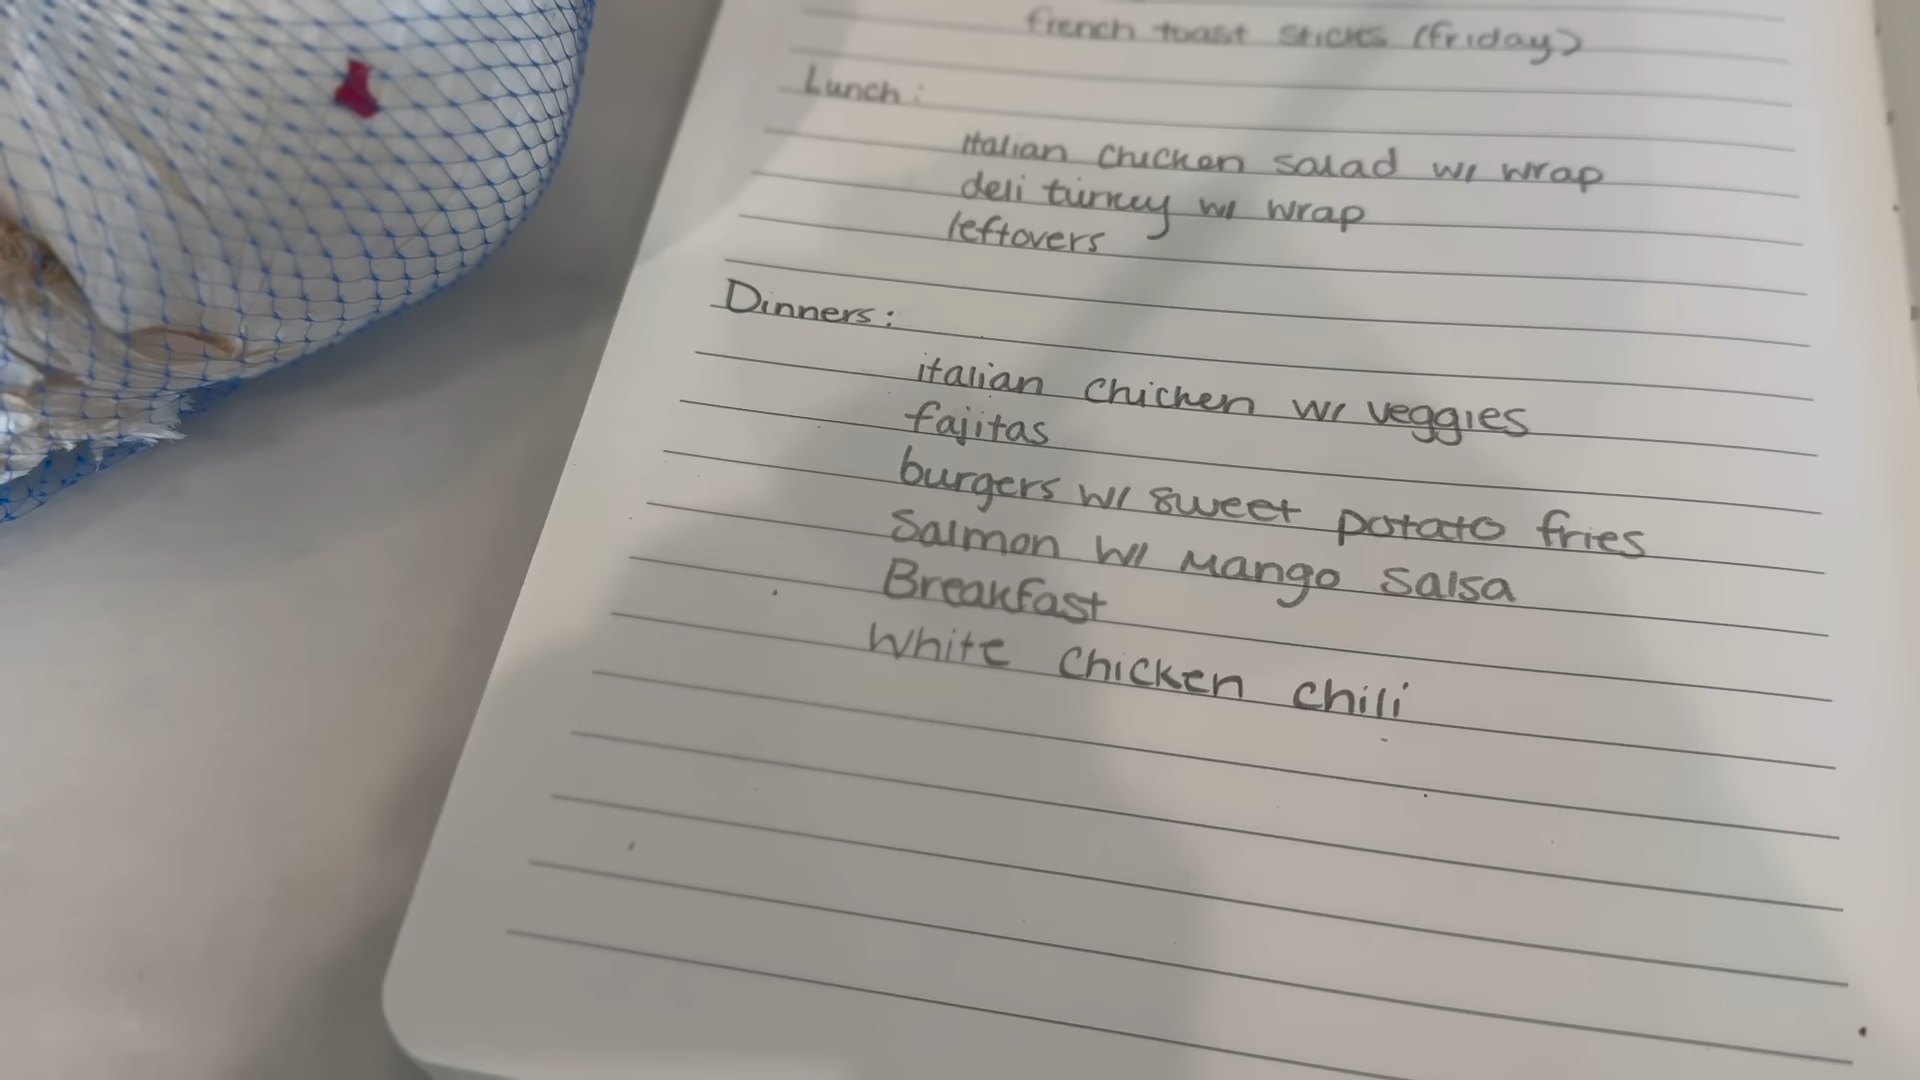 french toast sticks (friday)
Lunch:
italian chicken salad w/ wrap
deli turkey w/ wrap
leftovers
Dinners:
italian chicken w/ veggies
fajitas
burgers w/ sweet potato fries
Salmon w/ Mango Salsa
Breakfast
White chicken chili